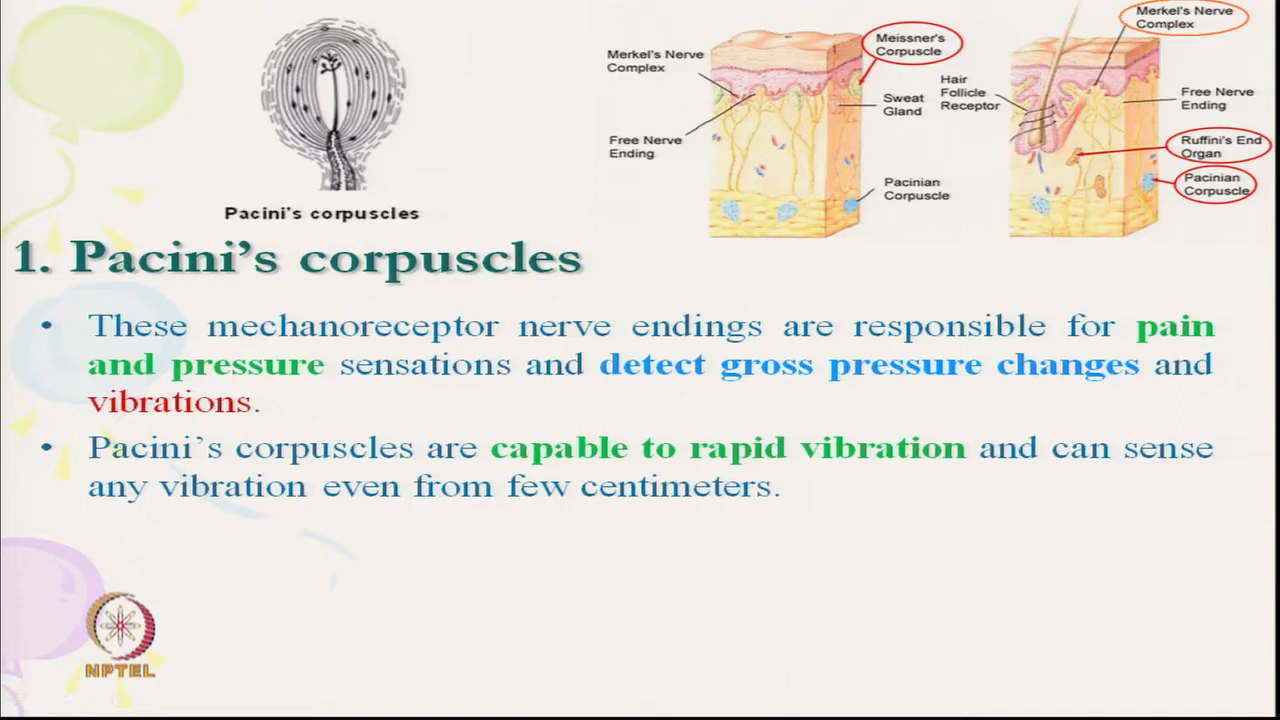 Pacini's corpuscles
Merkel's Nerve
Complex
Free Nerve
Ending
Meissner's
Corpuscle
Sweat
Gland
Pacinian
Corpuscle
Hair
Follicle
Receptor
Merkel's Nerve
Complex
Free Nerve
Ending
Ruffini's End
Organ
Pacinian
Corpuscle
1. Pacini's corpuscles
• These mechanoreceptor nerve endings are responsible for pain
and pressure sensations and detect gross pressure changes and
vibrations.
• Pacini's corpuscles are capable to rapid vibration and can sense
any vibration even from few centimeters.
NPTEL